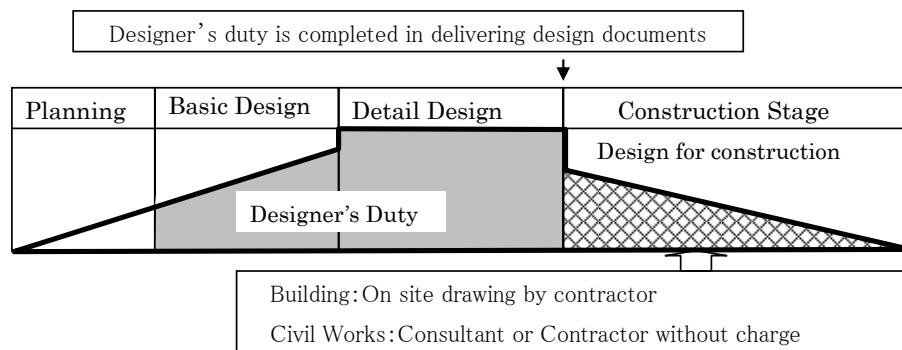 Designer's duty is completed in delivering design documents
Planning
Basic Design
Detail Design
Construction Stage
Design for construction
Designer's Duty
Building:On site drawing by contractor
Civil Works:Consultant or Contractor without charge